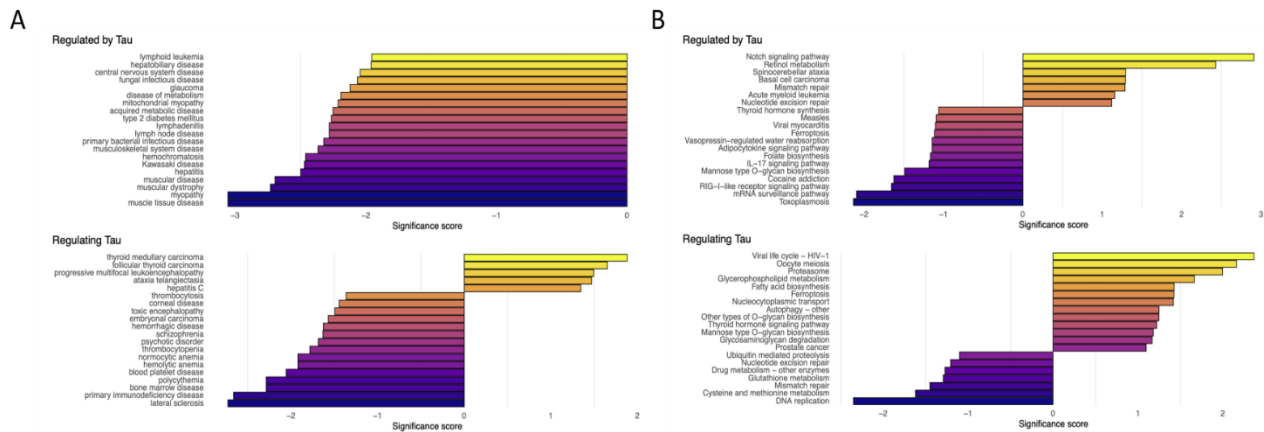 A
Regulated by Tau
lymphoid leukemia
hepatobiliary disease
central nervous system disease
fungal infectious disease
glaucoma
disease of metabolism
mitochondrial myopathy
acquired metabolic disease
type 2 diabetes mellitus
lymphadenitis
lymph node disease
primary bacterial infectious disease
musculoskeletal system disease
hemochromatosis
Kawasaki disease
hepatitis
muscular disease
muscular dystrophy
myopathy
muscle tissue disease
−3 −2 −1 0
Significance score
Regulating Tau
thyroid medullary carcinoma
follicular thyroid carcinoma
progressive multifocal leukoencephalopathy
ataxia telangiectasia
hepatitis C
thrombocytosis
corneal disease
toxic encephalopathy
embryonal carcinoma
hemorrhagic disease
schizophrenia
psychotic disorder
thrombocytopenia
normocytic anemia
hemolytic anemia
blood platelet disease
polycythemia
bone marrow disease
primary immunodeficiency disease
lateral sclerosis
−2 −1 0 1
Significance score
B
Regulated by Tau
Notch signaling pathway
Retinol metabolism
Spinocerebellar ataxia
Basal cell carcinoma
Mismatch repair
Acute myeloid leukemia
Nucleotide excision repair
Thyroid hormone synthesis
Measles
Viral myocarditis
Ferroptosis
Vasopressin−regulated water reabsorption
Adipocytokine signaling pathway
Folate biosynthesis
IL−17 signaling pathway
Mannose type O−glycan biosynthesis
Cocaine addiction
RIG−I−like receptor signaling pathway
mRNA surveillance pathway
Toxoplasmosis
−2 −1 0 1 2 3
Significance score
Regulating Tau
Viral life cycle − HIV−1
Oocyte meiosis
Proteasome
Glycerophospholipid metabolism
Fatty acid biosynthesis
Ferroptosis
Nucleocytoplasmic transport
Autophagy − other
Other types of O−glycan biosynthesis
Thyroid hormone signaling pathway
Mannose type O−glycan biosynthesis
Glycosaminoglycan degradation
Prostate cancer
Ubiquitin mediated proteolysis
Nucleotide excision repair
Drug metabolism − other enzymes
Glutathione metabolism
Mismatch repair
Cysteine and methionine metabolism
DNA replication
−2 −1 0 1 2
Significance score